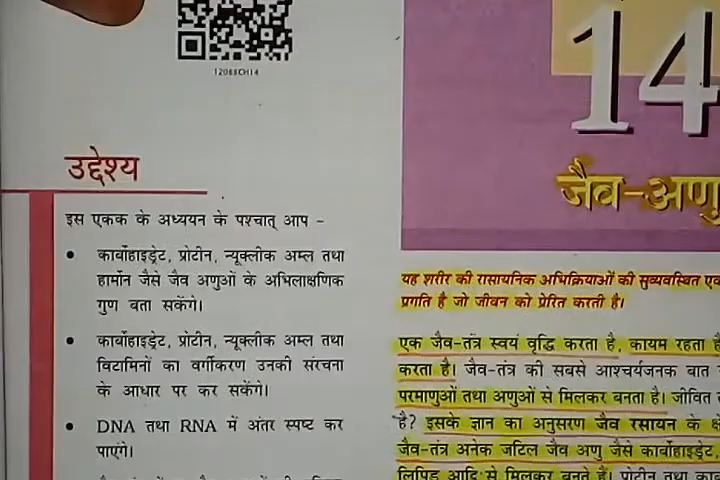 12088CH14
14
जैव-अणु
उद्देश्य
इस एकक के अध्ययन के पश्चात् आप –
• कार्बोहाइड्रेट, प्रोटीन, न्यूक्लीक अम्ल तथा
हार्मोन जैसे जैव अणुओं के अभिलाक्षणिक
गुण बता सकेंगे।
• कार्बोहाइड्रेट, प्रोटीन, न्यूक्लीक अम्ल तथा
विटामिनों का वर्गीकरण उनकी संरचना
के आधार पर कर सकेंगे।
• DNA तथा RNA में अंतर स्पष्ट कर
पाएंगे।
यह शरीर की रासायनिक अभिक्रियाओं की सुव्यवस्थित
प्रगति है जो जीवन को प्रेरित करती है।
एक जैव-तंत्र स्वयं वृद्धि करता है, कायम रहता
करता है। जैव-तंत्र की सबसे आश्चर्यजनक बात
परमाणुओं तथा अणुओं से मिलकर बनता है। जीवित
है? इसके ज्ञान का अनुसरण जैव रसायन के
जैव-तंत्र अनेक जटिल जैव अणु जैसे कार्बोहाइड्रेट,
लिपिड आदि से मिलकर बनते हैं। प्रोटीन तथा